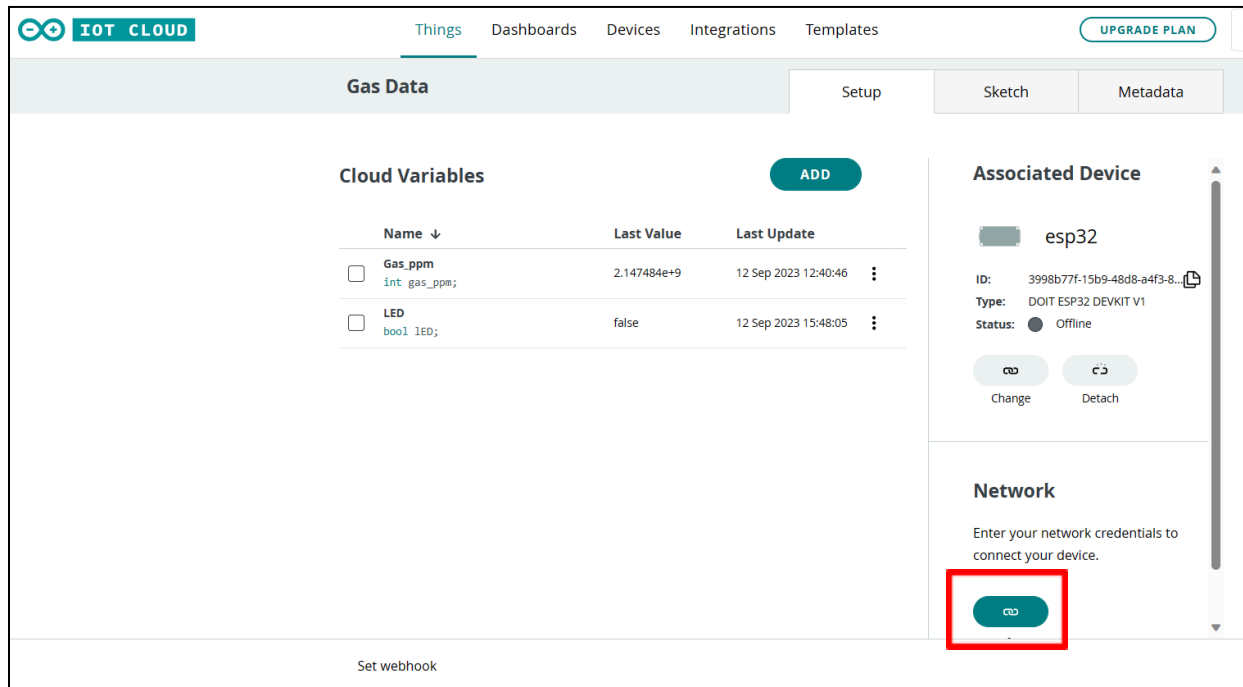 IOT CLOUD
Things Dashboards Devices Integrations Templates
UPGRADE PLAN
Gas Data
Setup Sketch Metadata
Cloud Variables
ADD
Name ↓ Last Value Last Update
Gas_ppm
int gas_ppm;
2.147484e+9 12 Sep 2023 12:40:46
LED
bool lED;
false 12 Sep 2023 15:48:05
Associated Device
esp32
ID: 3998b77f-15b9-48d8-a4f3-8...
Type: DOIT ESP32 DEVKIT V1
Status: Offline
Change Detach
Network
Enter your network credentials to
connect your device.
Set webhook